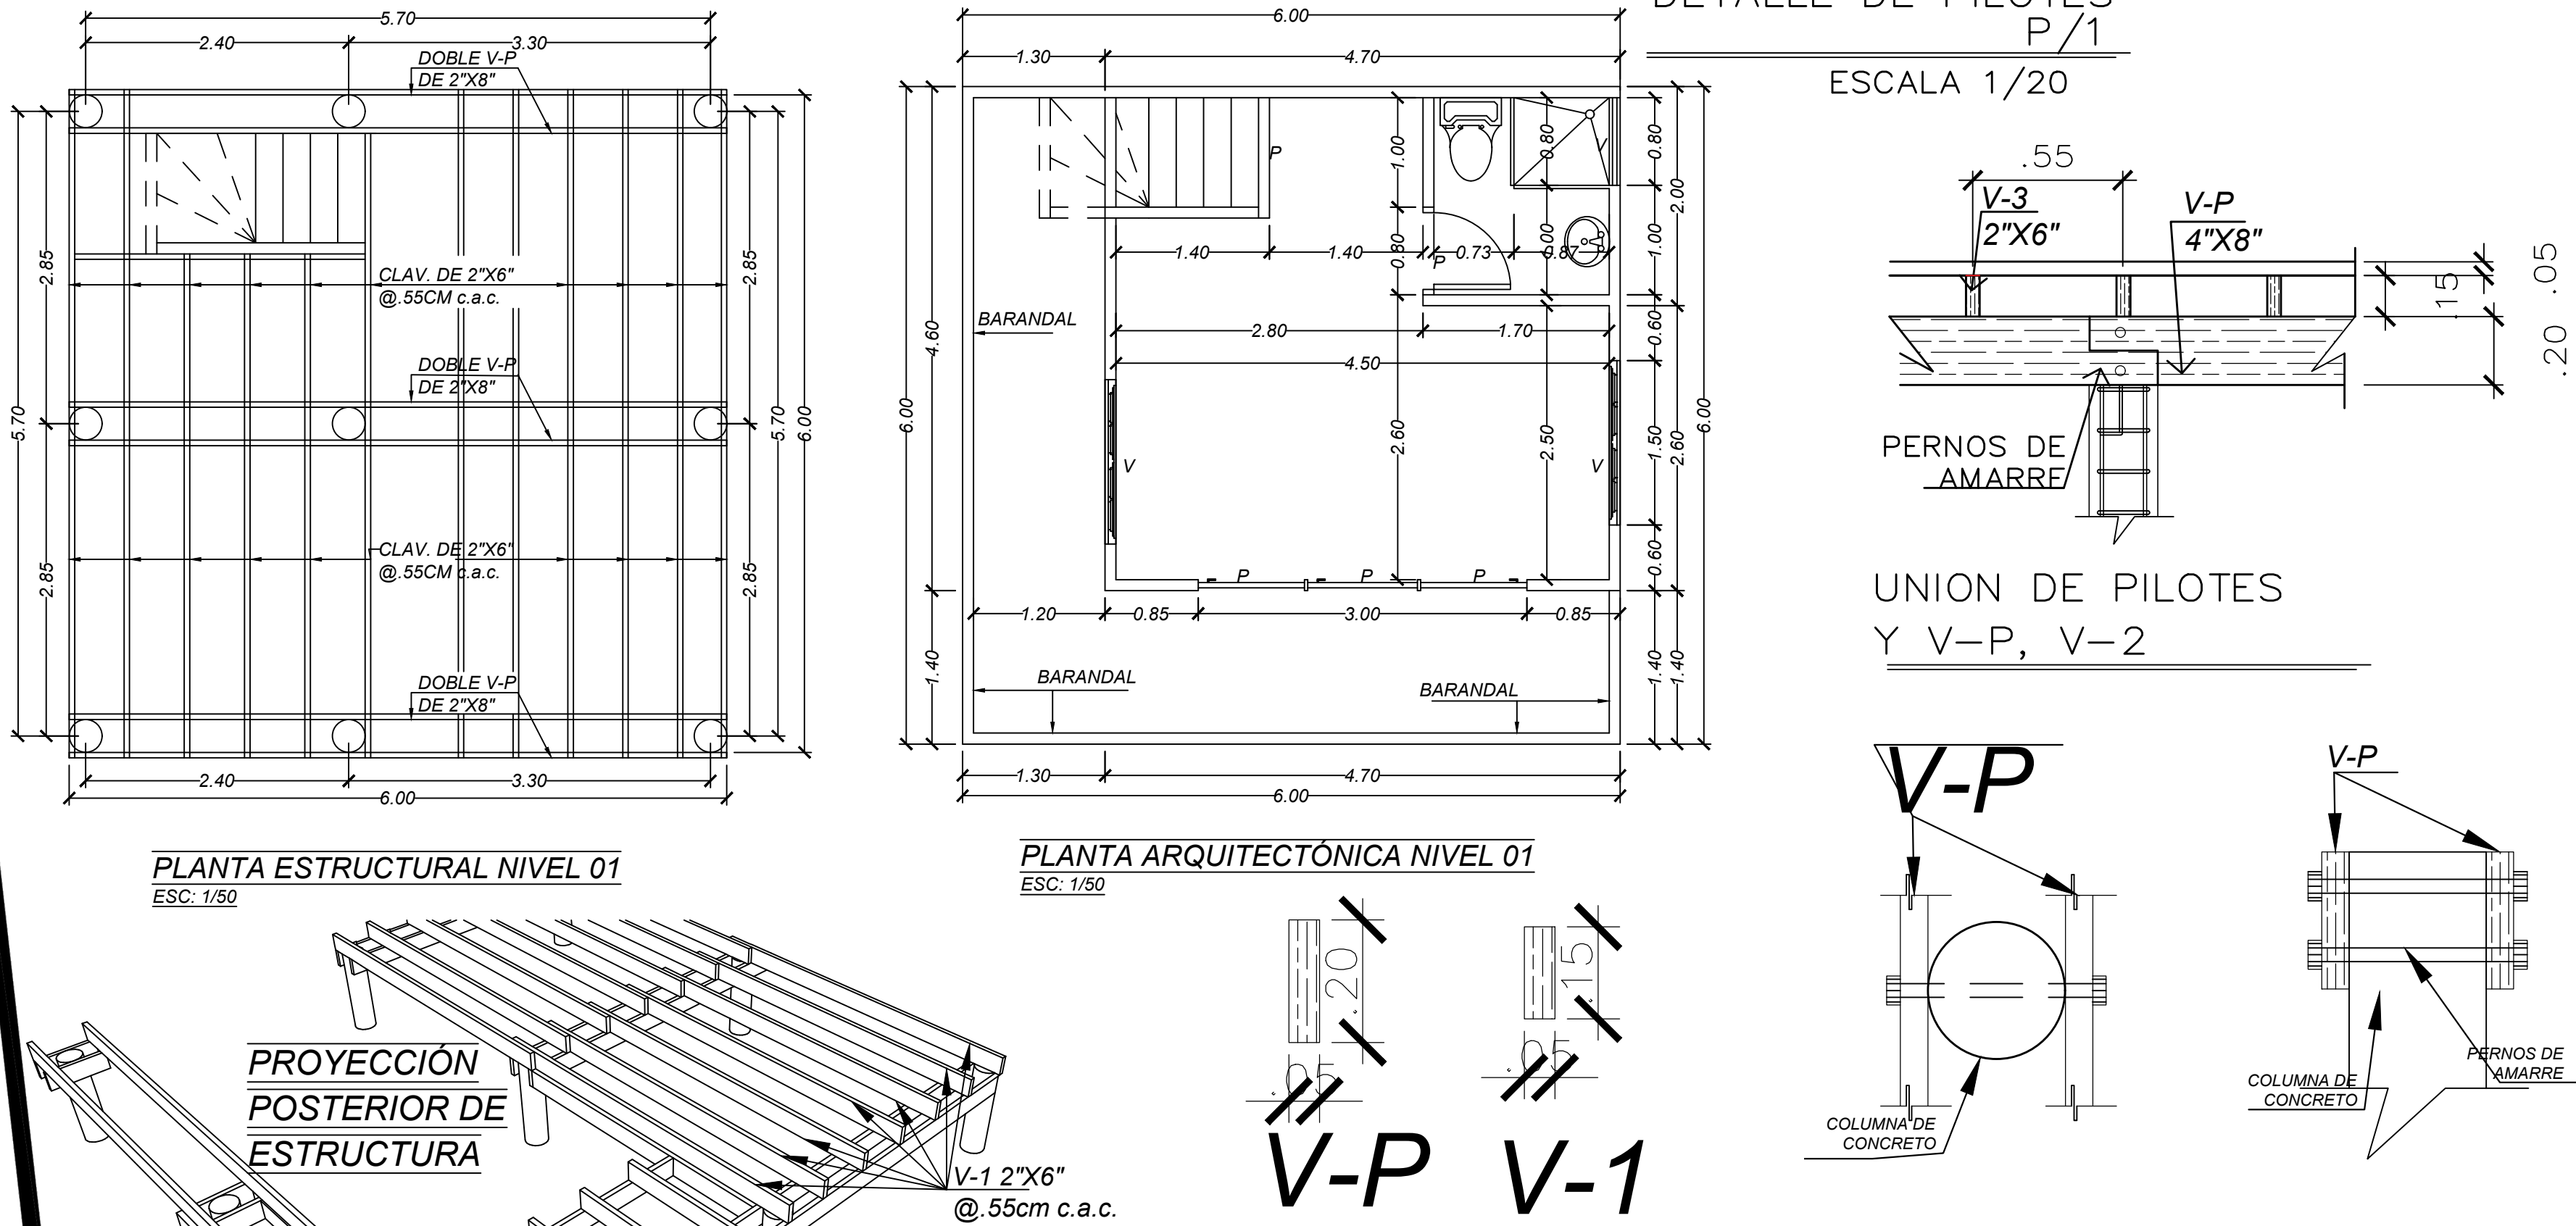 5.70
2.40
3.30
DOBLE V-P
DE 2"X8"
2.85
2.85
CLAV. DE 2"X6"
@.55CM c.a.c.
DOBLE V-P
DE 2"X8"
5.70
5.70
6.00
CLAV. DE 2"X6"
@.55CM c.a.c.
2.85
2.85
DOBLE V-P
DE 2"X8"
2.40
3.30
6.00
PLANTA ESTRUCTURAL NIVEL 01
ESC: 1/50
6.00
1.30
4.70
P
V
1.00
0.80
0.80
2.00
1.00
1.00
0.80
1.40
1.40
P
0.73
0.87
BARANDAL
2.80
1.70
0.60
4.60
4.50
6.00
2.60
2.50
1.50
2.60
6.00
V
V
0.60
P
P
P
1.20
0.85
3.00
0.85
1.40
1.40
1.40
BARANDAL
BARANDAL
1.30
4.70
6.00
PLANTA ARQUITECTÓNICA NIVEL 01
ESC: 1/50
DETALLE DE PILOTES
P/1
ESCALA 1/20
.55
V-3
2"X6"
V-P
4"X8"
.15
.05
.20
PERNOS DE
AMARRE
UNION DE PILOTES
Y V-P, V-2
V-P
COLUMNA DE
CONCRETO
V-P
PERNOS DE
AMARRE
COLUMNA DE
CONCRETO
.20
.05
V-P
.15
.05
V-1
PROYECCIÓN
POSTERIOR DE
ESTRUCTURA
V-1 2"X6"
@.55cm c.a.c.